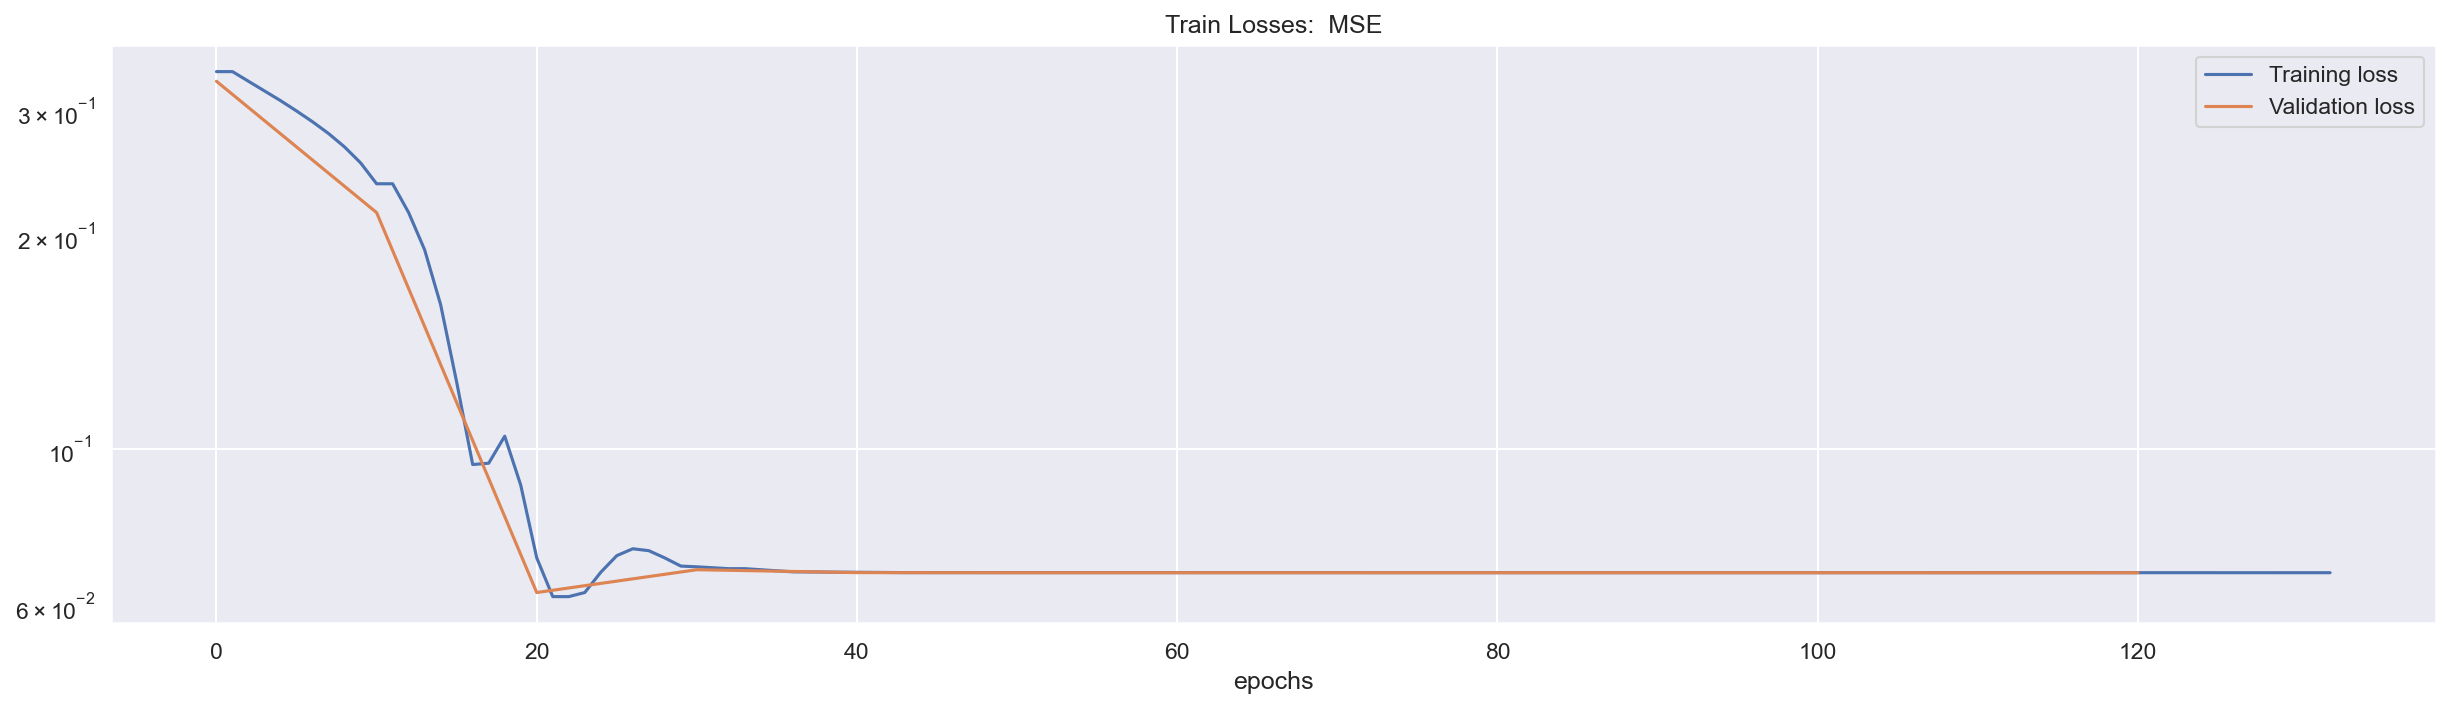 Train Losses:  MSE
Training loss
Validation loss
3 × 10⁻¹
2 × 10⁻¹
10⁻¹
6 × 10⁻²
0 20 40 60 80 100 120
epochs